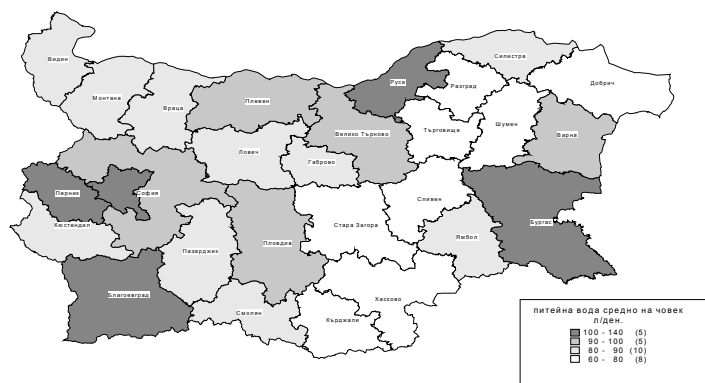 Видин
Монтана
Враца
Плевен
Русе
Силистра
Разград
Добрич
Велико Търново
Търговище
Шумен
Варна
Ловеч
Габрово
Перник
София
Кюстендил
Пазарджик
Пловдив
Стара Загора
Сливен
Ямбол
Бургас
Благоевград
Смолян
Кърджали
Хасково
питейна вода средно на човек
л/ден.
100 - 140 (5)
90 - 100 (5)
80 - 90 (10)
60 - 80 (8)